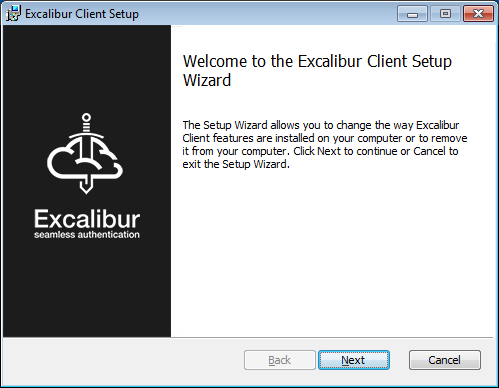 Excalibur Client Setup
Welcome to the Excalibur Client Setup
Wizard
The Setup Wizard allows you to change the way Excalibur
Client features are installed on your computer or to remove
it from your computer. Click Next to continue or Cancel to
exit the Setup Wizard.
Excalibur
seamless authentication
Back Next Cancel